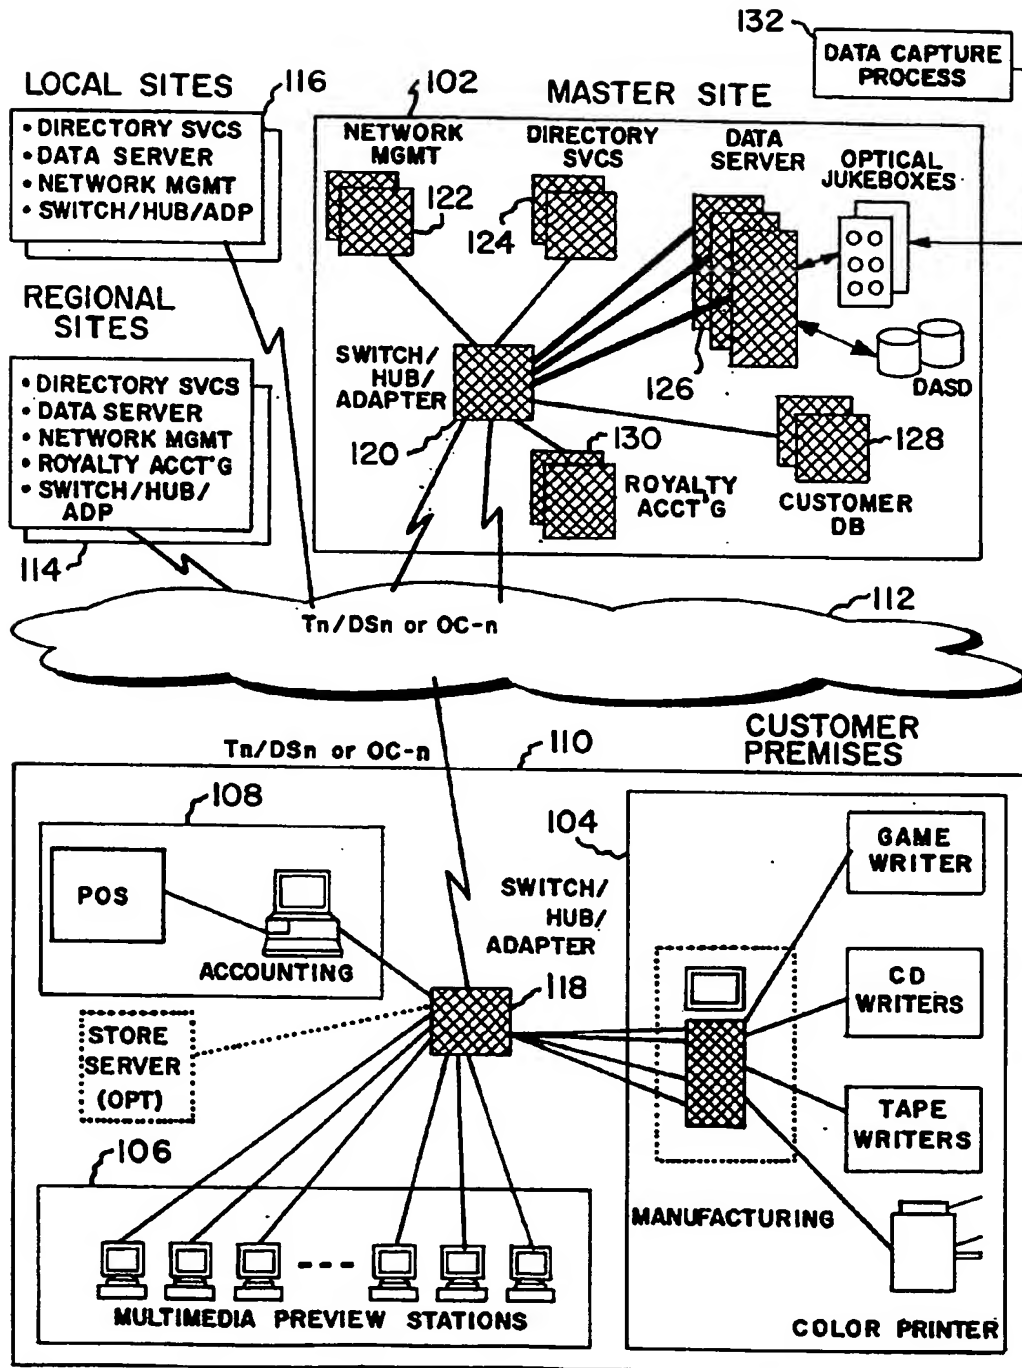 132
DATA CAPTURE
PROCESS
LOCAL SITES
116
• DIRECTORY SVCS
• DATA SERVER
• NETWORK MGMT
• SWITCH/HUB/ADP
102
MASTER SITE
NETWORK
MGMT
122
DIRECTORY
SVCS
124
DATA
SERVER
126
OPTICAL
JUKEBOXES
DASD
REGIONAL
SITES
• DIRECTORY SVCS
• DATA SERVER
• NETWORK MGMT
• ROYALTY ACCT'G
• SWITCH/HUB/
ADP
114
SWITCH/
HUB/
ADAPTER
120
130
ROYALTY
ACCT'G
128
CUSTOMER
DB
112
Tn/DSn or OC-n
Tn/DSn or OC-n
110
CUSTOMER
PREMISES
108
POS
ACCOUNTING
SWITCH/
HUB/
ADAPTER
118
STORE
SERVER
(OPT)
106
MULTIMEDIA PREVIEW STATIONS
104
GAME
WRITER
CD
WRITERS
TAPE
WRITERS
MANUFACTURING
COLOR PRINTER